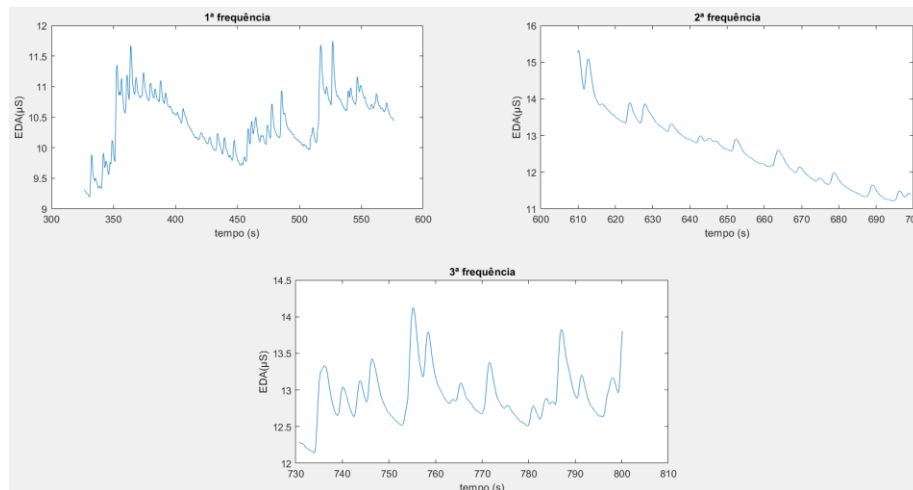 1ª frequência
12
11.5
11
10.5
10
9.5
9
EDA(µS)
300 350 400 450 500 550 600
tempo (s)
2ª frequência
16
15
14
13
12
11
EDA(µS)
600 610 620 630 640 650 660 670 680 690
tempo (s)
3ª frequência
14.5
14
13.5
13
12.5
12
EDA(µS)
730 740 750 760 770 780 790 800 810
tempo (s)